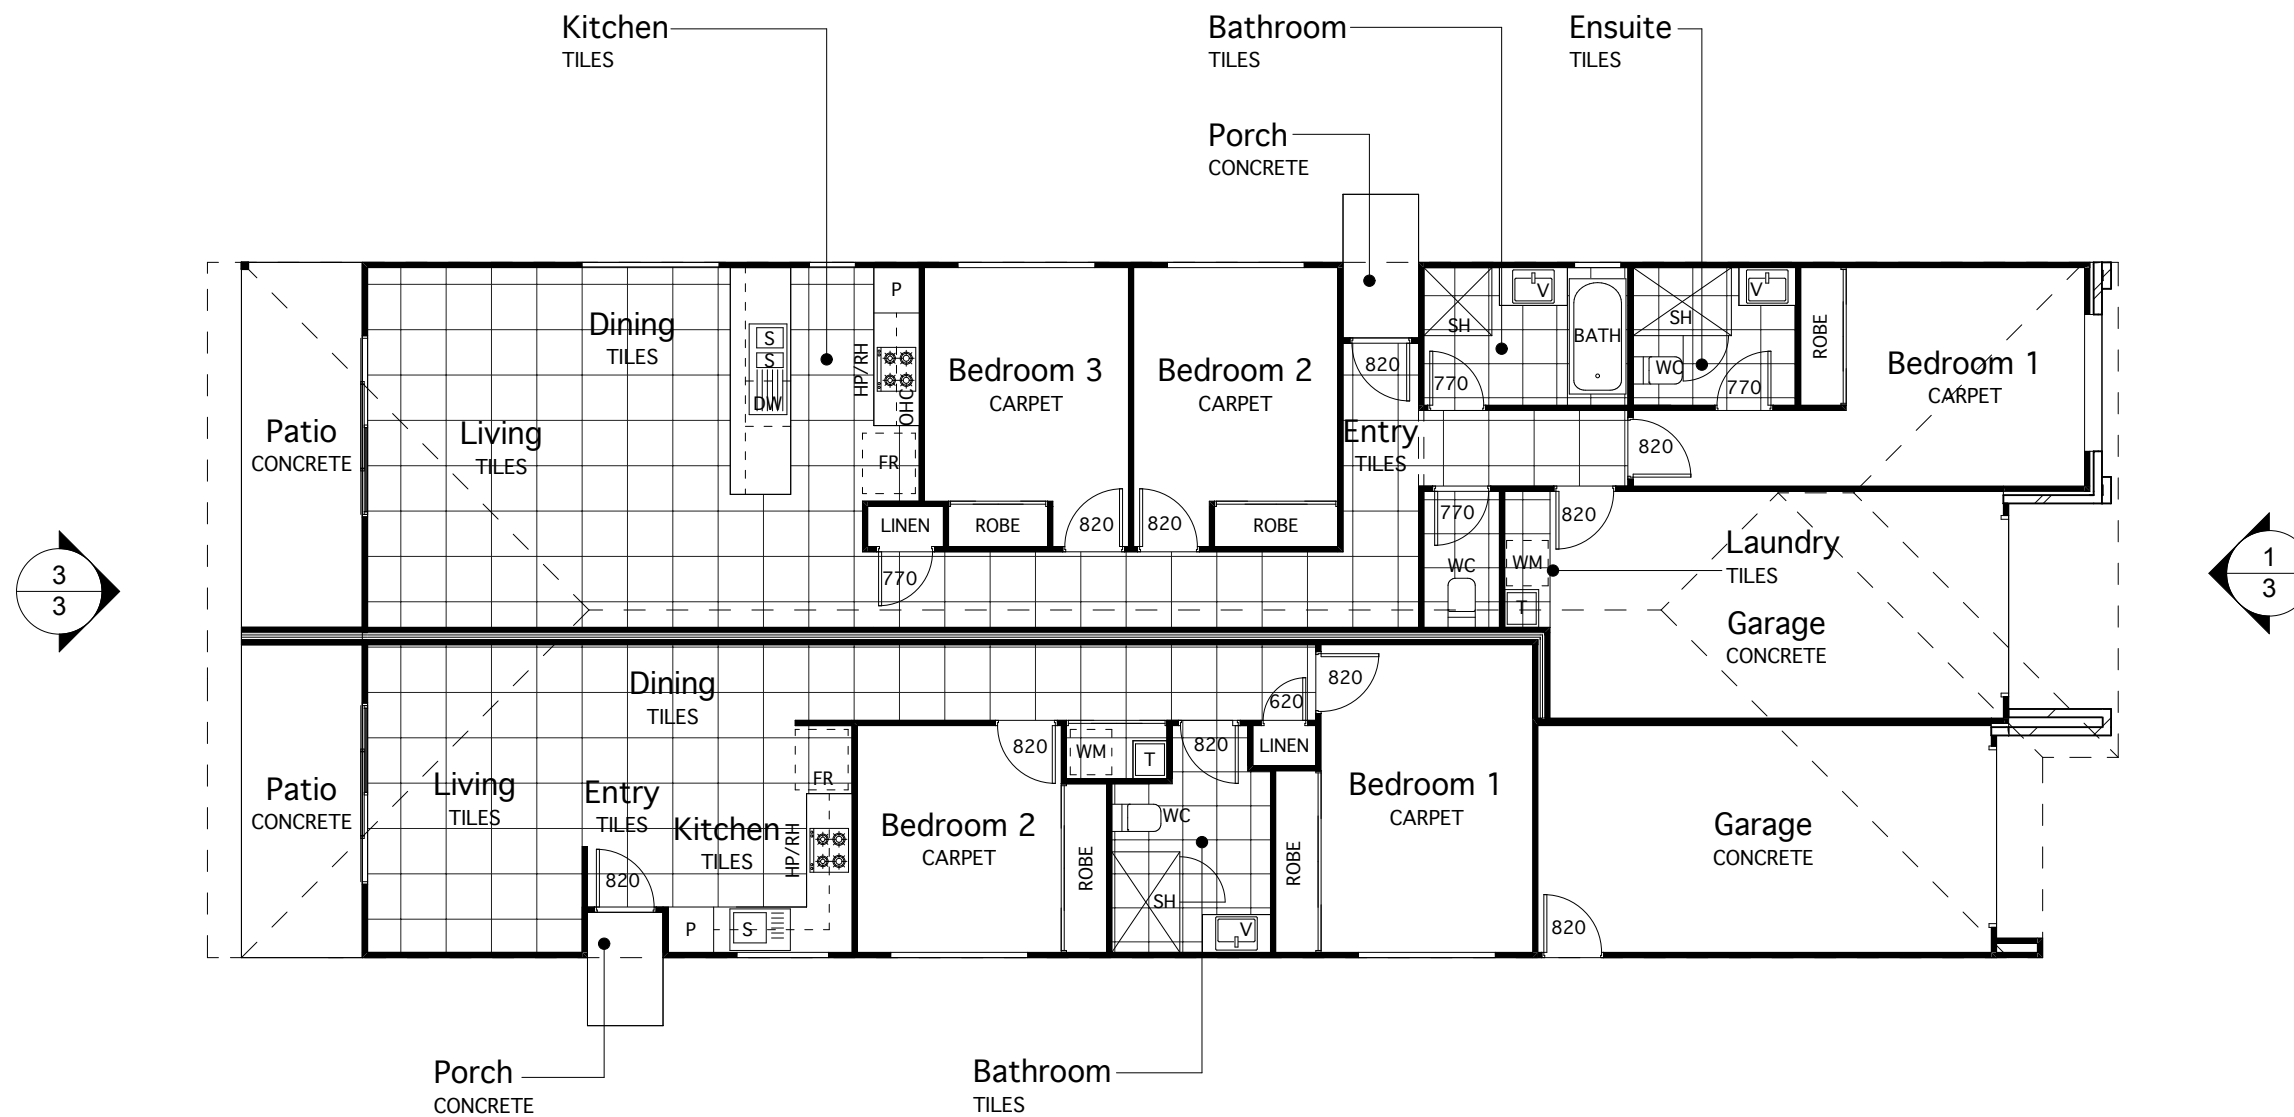 Kitchen
TILES
Bathroom
TILES
Ensuite
TILES
Porch
CONCRETE
Dining
TILES
S
S
DW
P
HP/RH
OHC
FR
Living
TILES
Patio
CONCRETE
Bedroom 3
CARPET
Bedroom 2
CARPET
820
SH
V
BATH
770
SH
V
WC
770
ROBE
Bedroom 1
CARPET
Entry
TILES
820
LINEN
ROBE
820
820
ROBE
770
770
820
WC
WM
T
Laundry
TILES
Garage
CONCRETE
3
3
1
3
Dining
TILES
620
820
820
WM
T
820
LINEN
FR
Patio
CONCRETE
Living
TILES
Entry
TILES
Kitchen
TILES
HP/RH
820
P
S
Bedroom 2
CARPET
ROBE
WC
SH
V
ROBE
Bedroom 1
CARPET
Garage
CONCRETE
820
Porch
CONCRETE
Bathroom
TILES